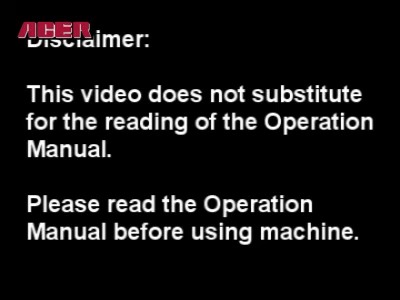 ACER
Disclaimer:
This video does not substitute
for the reading of the Operation
Manual.
Please read the Operation
Manual before using machine.